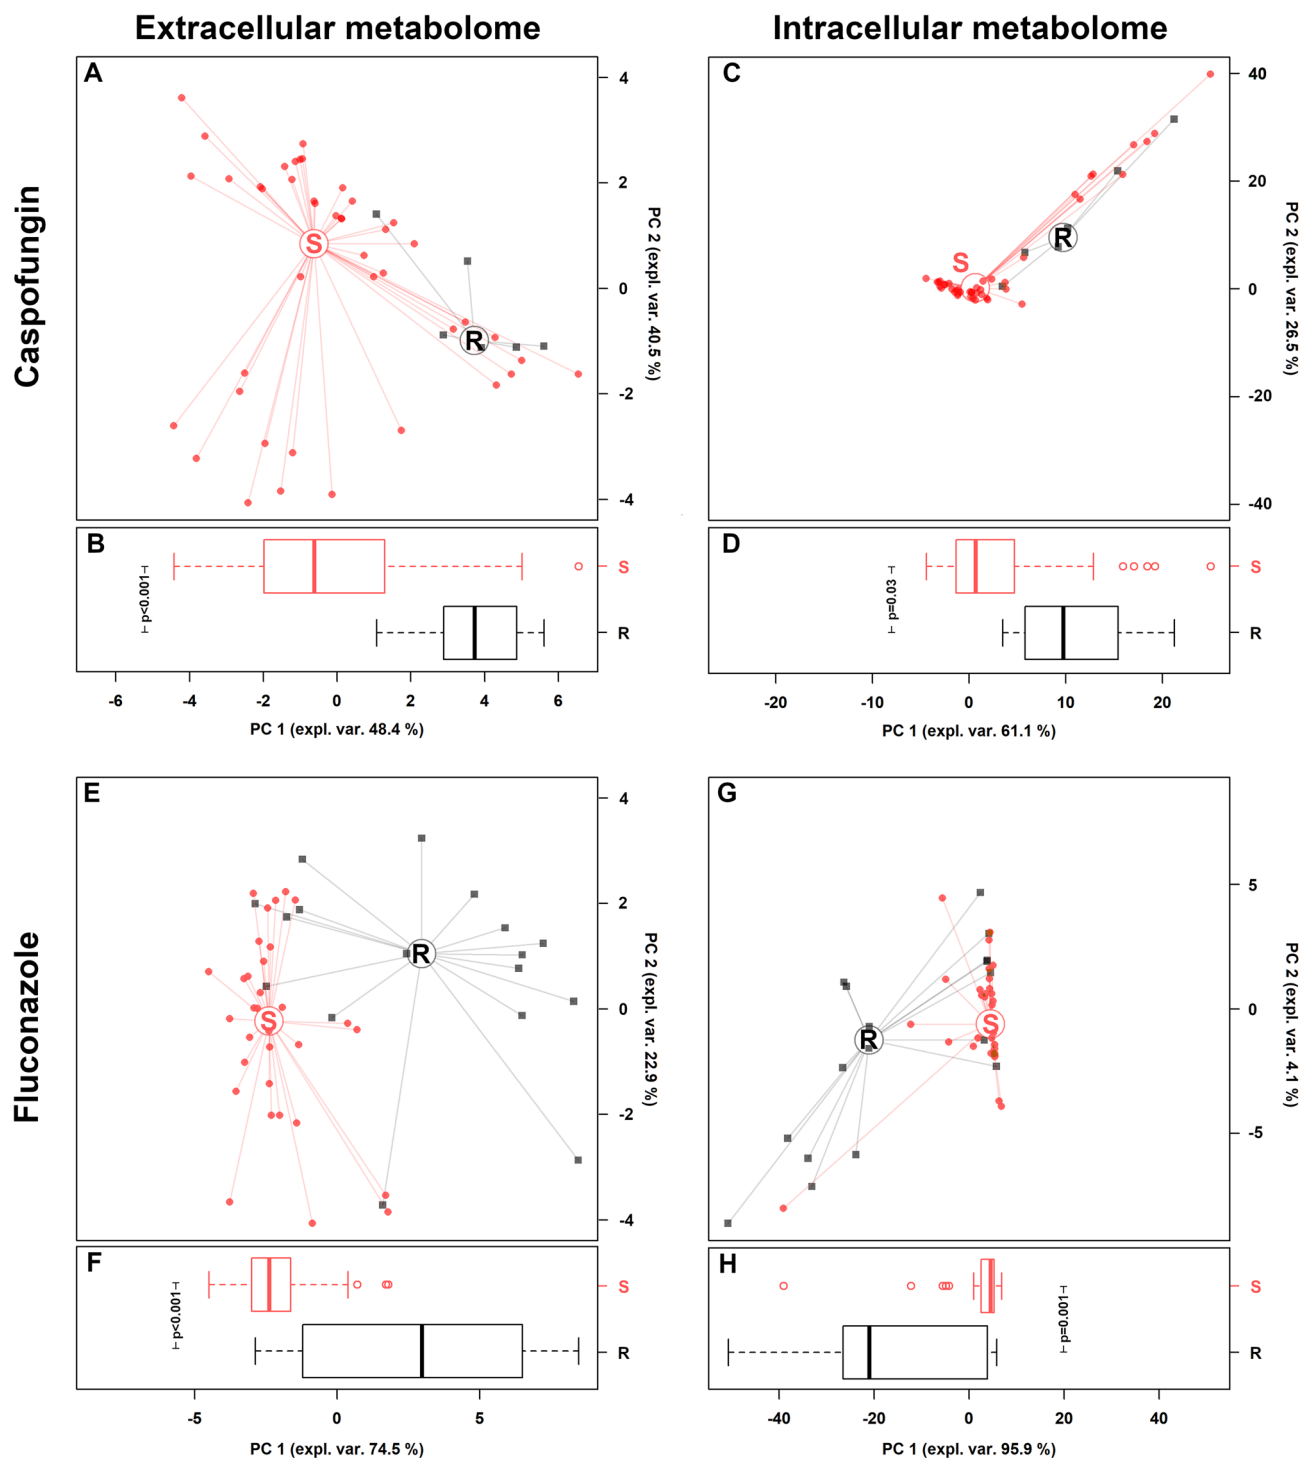 Extracellular metabolome
Intracellular metabolome
Caspofungin
A
S
R
4
2
0
-2
-4
PC 2 (expl. var. 40.5 %)
B
p<0.001
S
R
-6 -4 -2 0 2 4 6
PC 1 (expl. var. 48.4 %)
C
S
R
40
20
0
-20
-40
PC 2 (expl. var. 26.5 %)
D
p=0.03
S
R
-20 -10 0 10 20
PC 1 (expl. var. 61.1 %)
Fluconazole
E
S
R
4
2
0
-2
-4
PC 2 (expl. var. 22.9 %)
F
p<0.001
S
R
-5 0 5
PC 1 (expl. var. 74.5 %)
G
R
S
5
0
-5
PC 2 (expl. var. 4.1 %)
H
p=0.001
S
R
-40 -20 0 20 40
PC 1 (expl. var. 95.9 %)